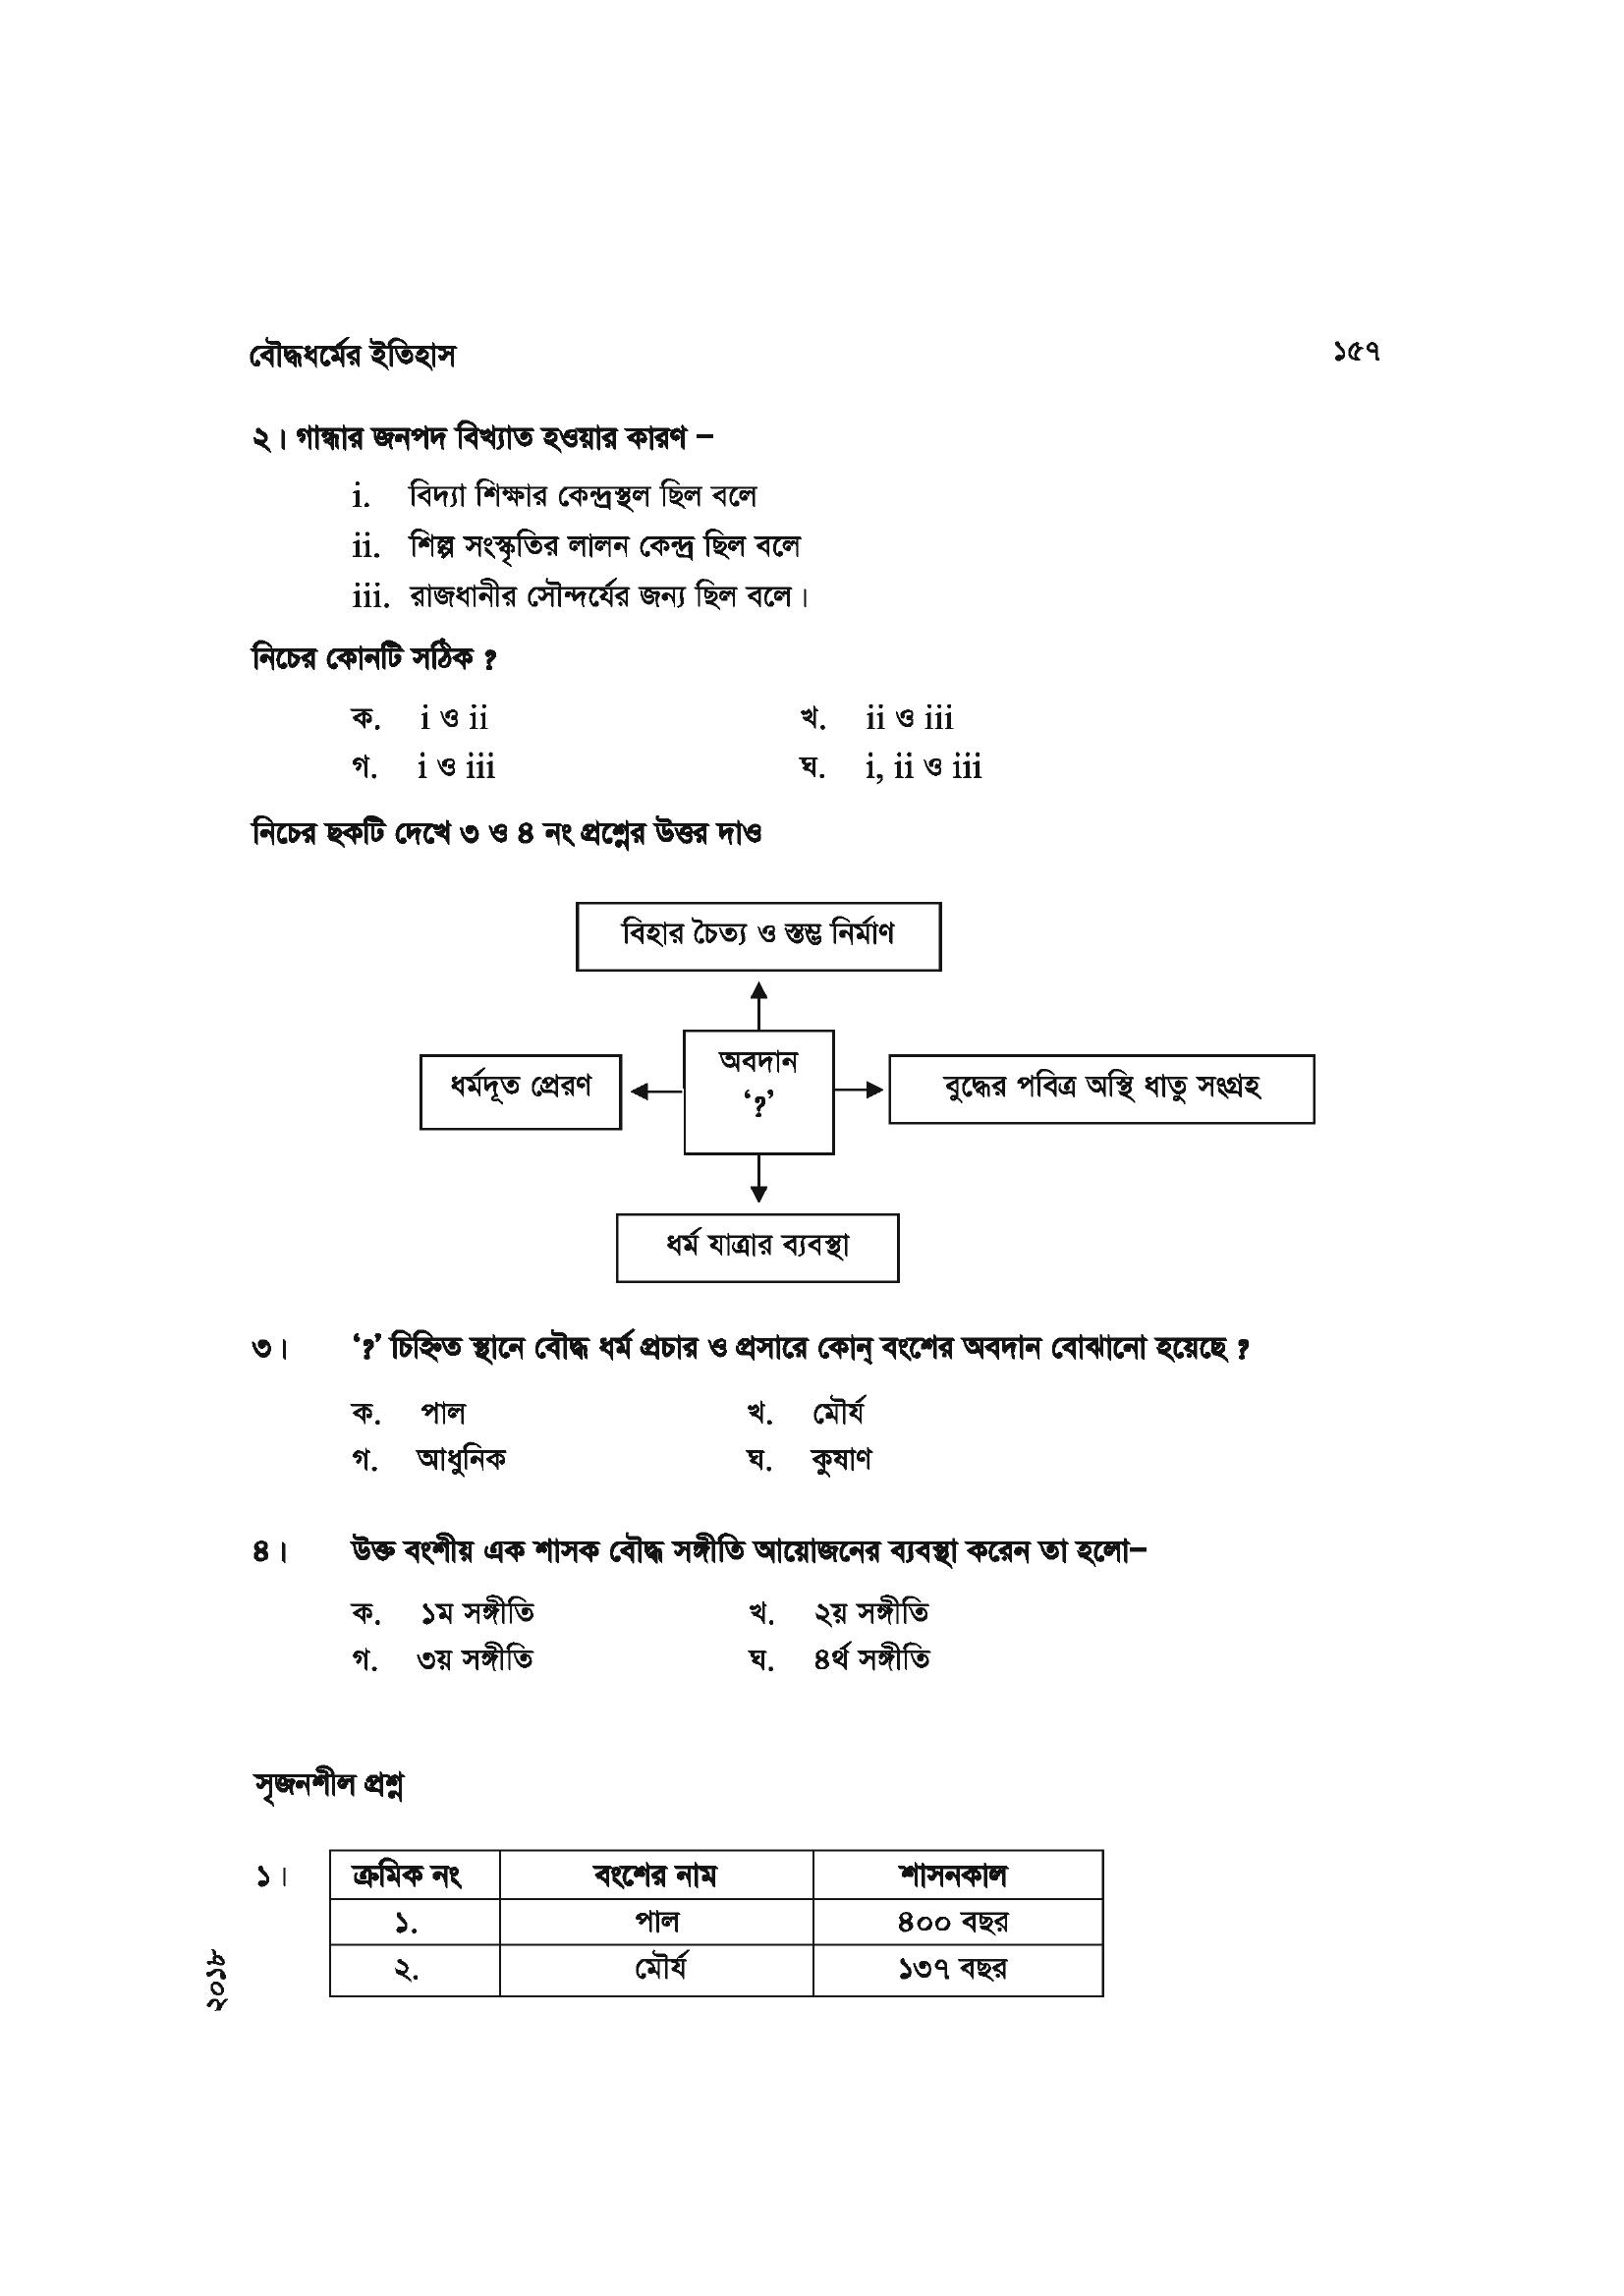 বৌদ্ধধর্মের ইতিহাস ১৫৭
২। গান্ধার জনপদ বিখ্যাত হওয়ার কারণ –
i. বিদ্যা শিক্ষার কেন্দ্রস্থল ছিল বলে
ii. শিল্প সংস্কৃতির লালন কেন্দ্র ছিল বলে
iii. রাজধানীর সৌন্দর্যের জন্য ছিল বলে।
নিচের কোনটি সঠিক ?
ক. i ও ii খ. ii ও iii
গ. i ও iii ঘ. i, ii ও iii
নিচের ছকটি দেখে ৩ ও ৪ নং প্রশ্নের উত্তর দাও
বিহার চৈত্য ও স্তম্ভ নির্মাণ
অবদান
‘?’
ধর্মদূত প্রেরণ
বুদ্ধের পবিত্র অস্থি ধাতু সংগ্রহ
ধর্ম যাত্রার ব্যবস্থা
৩। ‘?’ চিহ্নিত স্থানে বৌদ্ধ ধর্ম প্রচার ও প্রসারে কোন্ বংশের অবদান বোঝানো হয়েছে ?
ক. পাল খ. মৌর্য
গ. আধুনিক ঘ. কুষাণ
৪। উক্ত বংশীয় এক শাসক বৌদ্ধ সঙ্গীতি আয়োজনের ব্যবস্থা করেন তা হলো–
ক. ১ম সঙ্গীতি খ. ২য় সঙ্গীতি
গ. ৩য় সঙ্গীতি ঘ. ৪র্থ সঙ্গীতি
সৃজনশীল প্রশ্ন
১। ক্রমিক নং বংশের নাম শাসনকাল
১. পাল ৪০০ বছর
২. মৌর্য ১৩৭ বছর
২০১৮